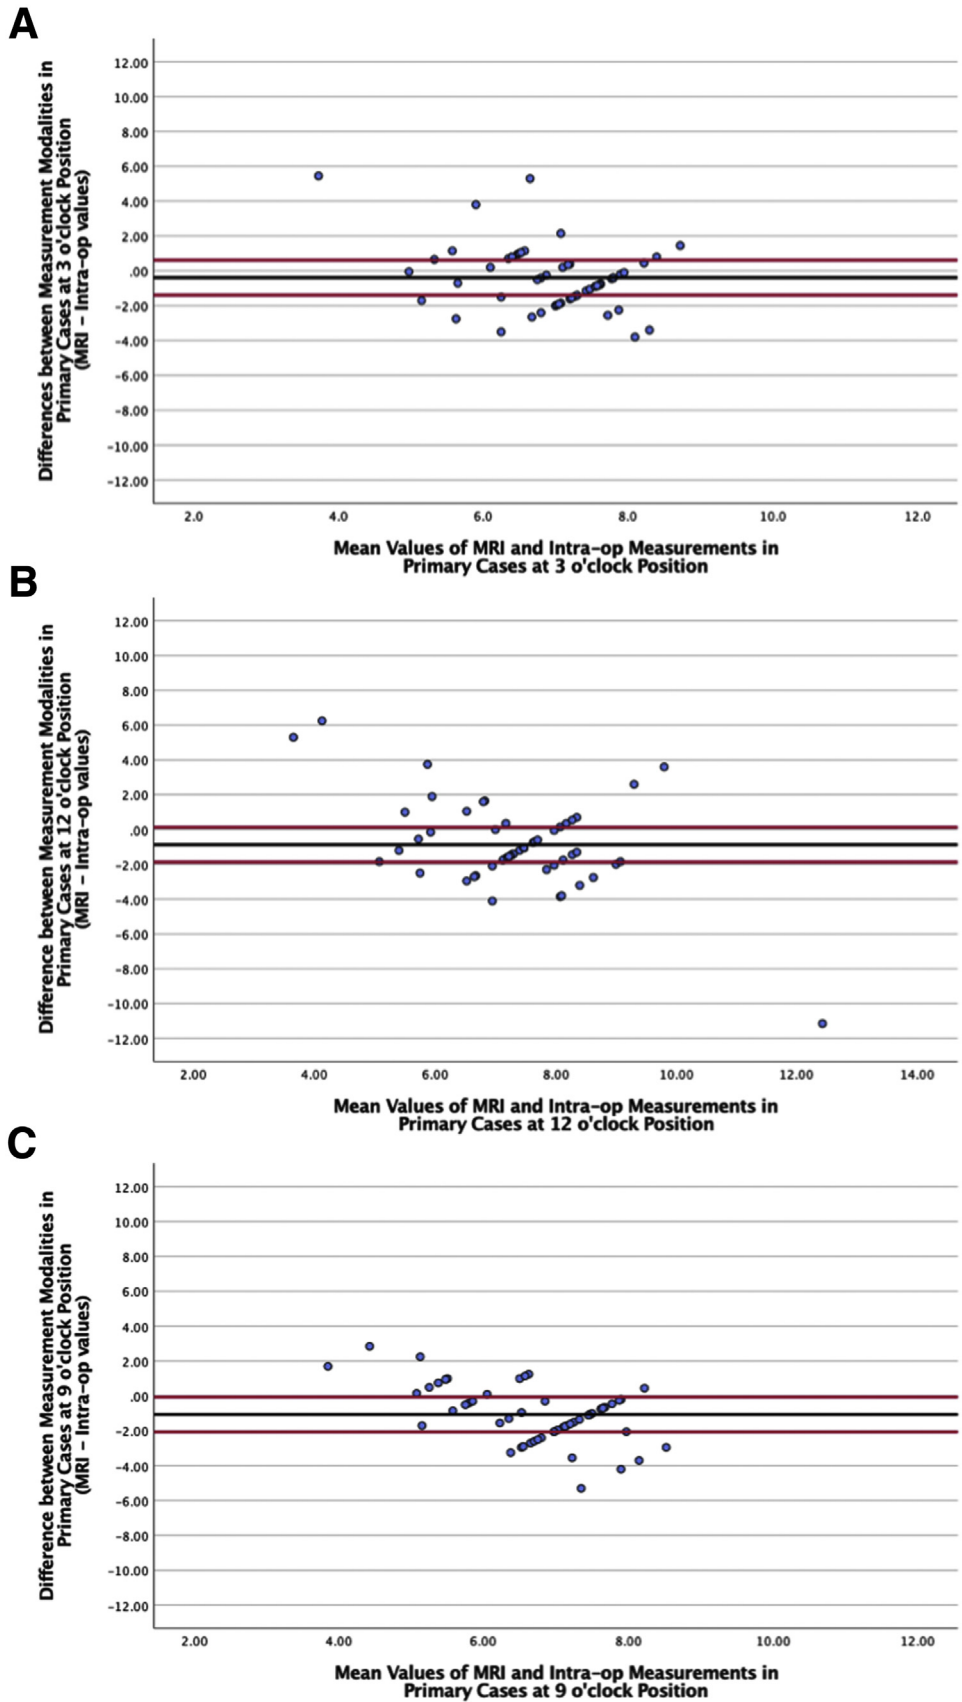 A
Differences between Measurement Modalities in
Primary Cases at 3 o'clock Position
(MRI – Intra-op values)
12.00
10.00
8.00
6.00
4.00
2.00
.00
-2.00
-4.00
-6.00
-8.00
-10.00
-12.00
2.0 4.0 6.0 8.0 10.0 12.0
Mean Values of MRI and Intra-op Measurements in
Primary Cases at 3 o'clock Position
B
Difference between Measurement Modalities in
Primary Cases at 12 o'clock Position
(MRI – Intra-op values)
12.00
10.00
8.00
6.00
4.00
2.00
.00
-2.00
-4.00
-6.00
-8.00
-10.00
-12.00
2.00 4.00 6.00 8.00 10.00 12.00 14.00
Mean Values of MRI and Intra-op Measurements in
Primary Cases at 12 o'clock Position
C
Difference between Measurement Modalities in
Primary Cases at 9 o'clock Position
(MRI – Intra-op values)
12.00
10.00
8.00
6.00
4.00
2.00
.00
-2.00
-4.00
-6.00
-8.00
-10.00
-12.00
2.00 4.00 6.00 8.00 10.00 12.00
Mean Values of MRI and Intra-op Measurements in
Primary Cases at 9 o'clock Position